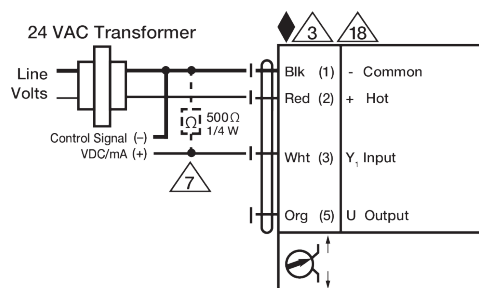 24 VAC Transformer
3 18
Line
Volts
Blk (1) - Common
Red (2) + Hot
Ω 500Ω
1/4 W
Control Signal (–)
VDC/mA (+)
Wht (3) Y₁ Input
7
Org (5) U Output